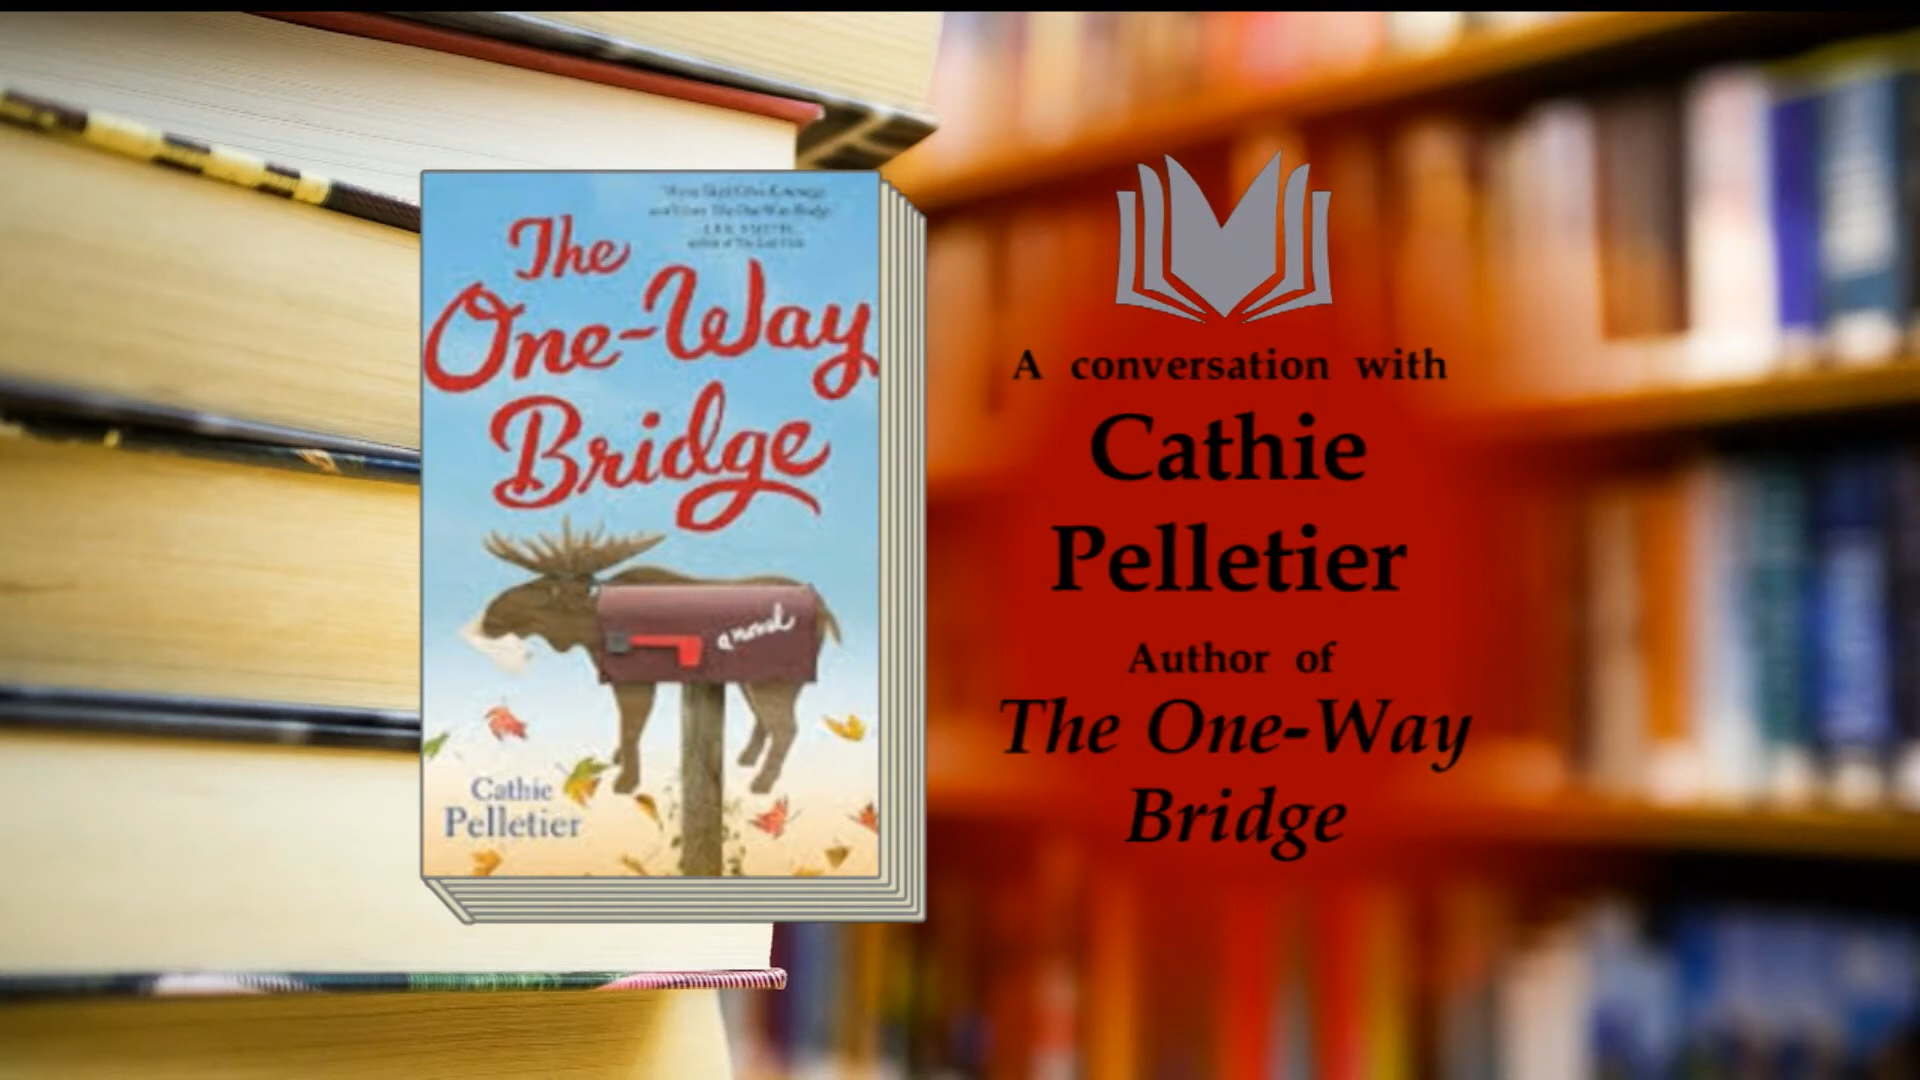 The
One-Way
Bridge
a novel
Cathie
Pelletier
A conversation with
Cathie
Pelletier
Author of
The One-Way
Bridge